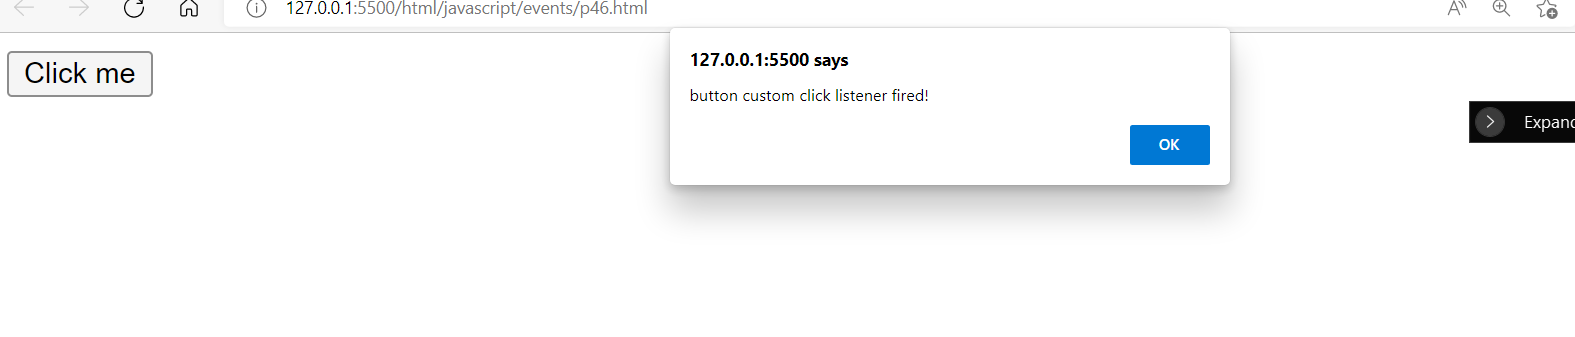 127.0.0.1:5500/html/javascript/events/p46.html
A
Click me
127.0.0.1:5500 says
button custom click listener fired!
OK
Expand